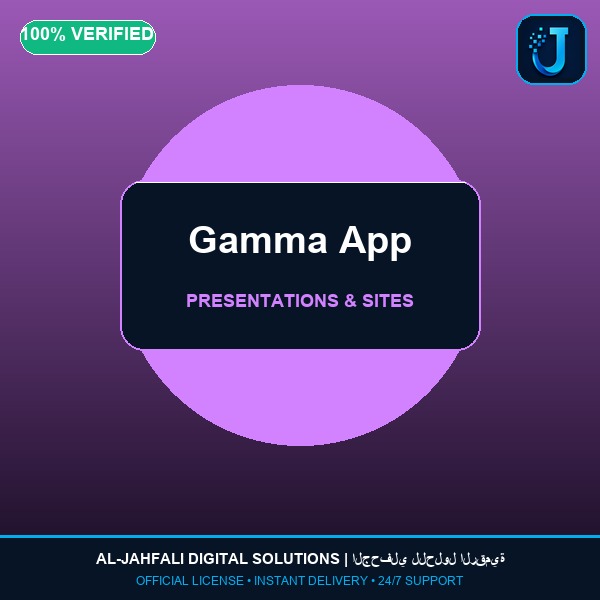 100% VERIFIED
Gamma App
PRESENTATIONS & SITES
AL-JAHFALI DIGITAL SOLUTIONS | الجحفلي للحلول الرقمية
OFFICIAL LICENSE • INSTANT DELIVERY • 24/7 SUPPORT